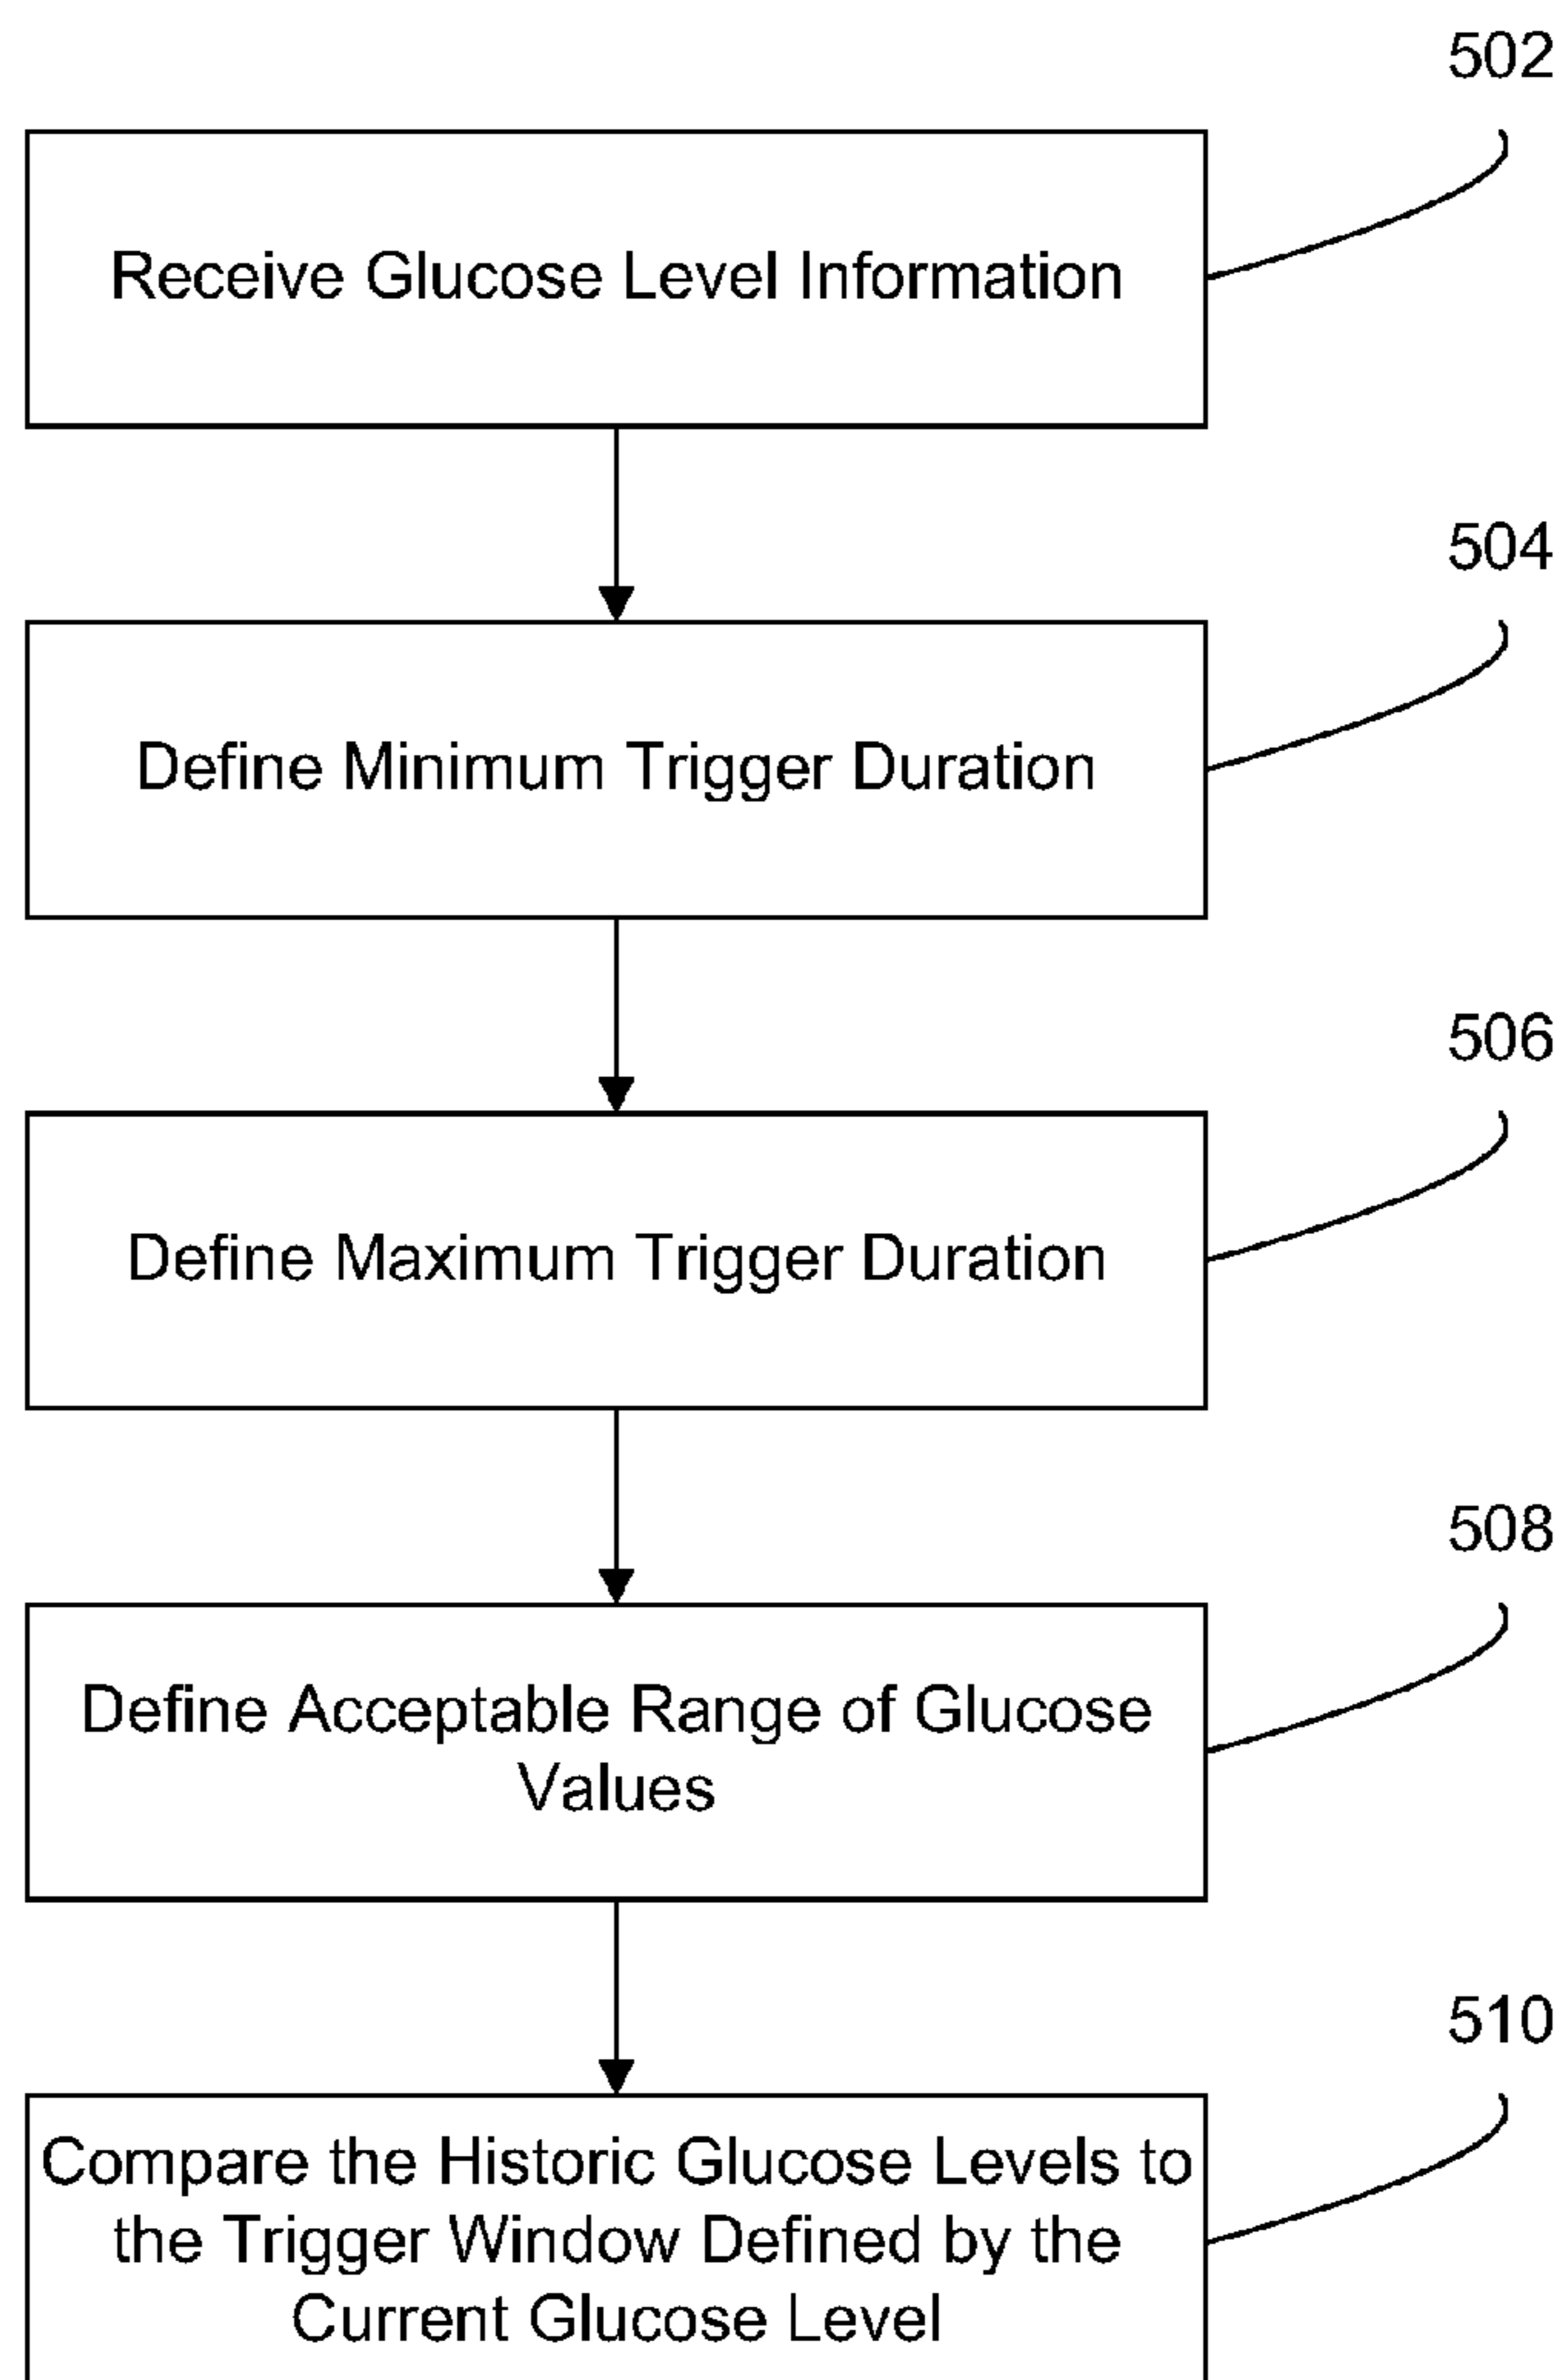 502
Receive Glucose Level Information
504
Define Minimum Trigger Duration
506
Define Maximum Trigger Duration
508
Define Acceptable Range of Glucose
Values
510
Compare the Historic Glucose Levels to
the Trigger Window Defined by the
Current Glucose Level